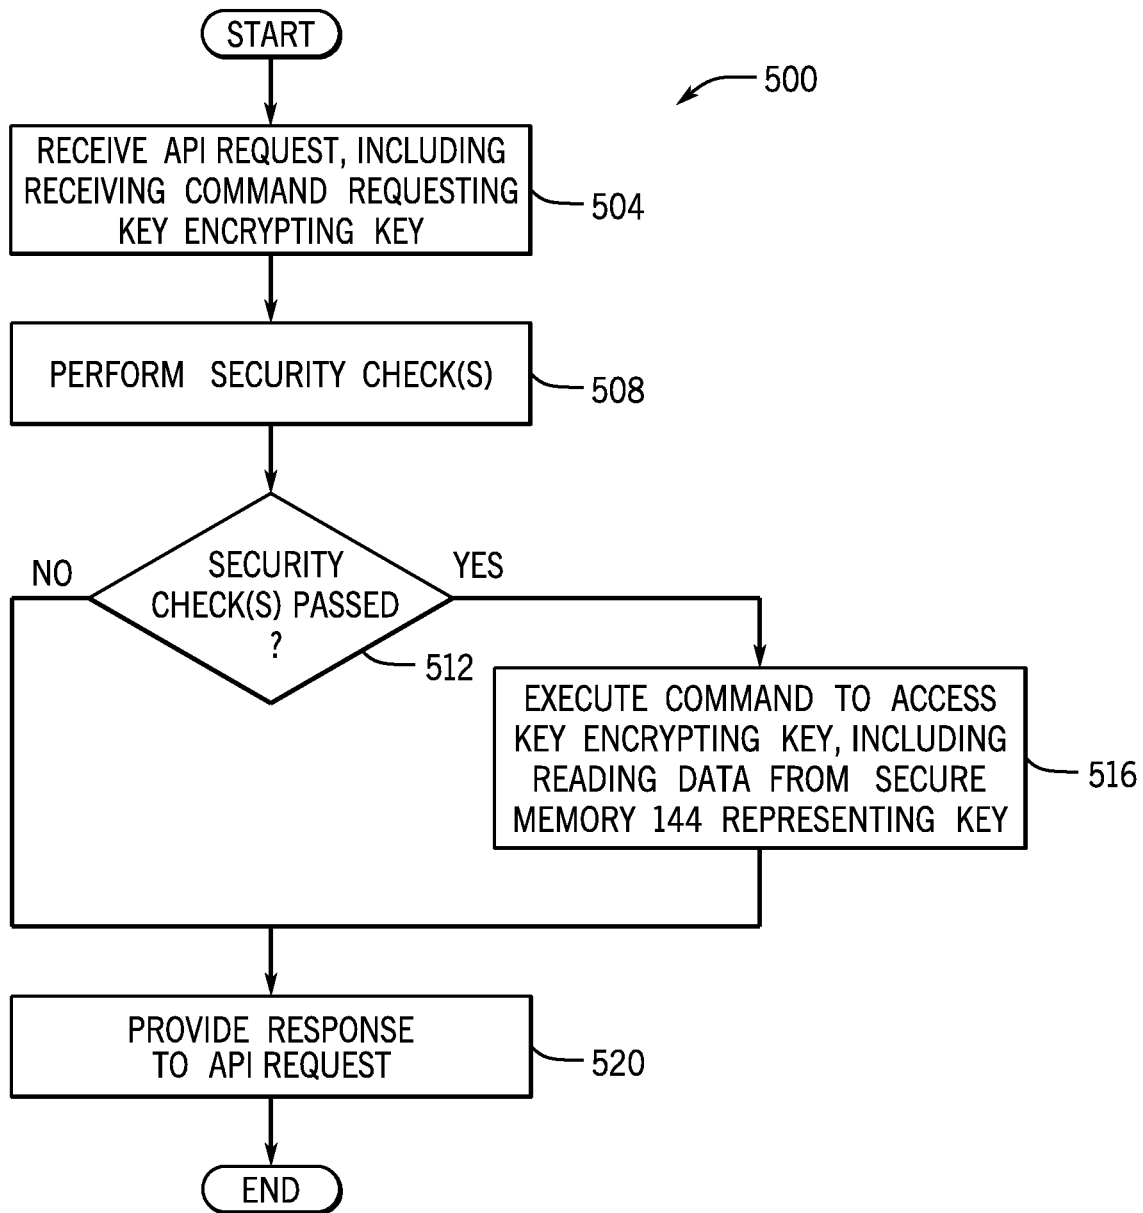 START
500
RECEIVE API REQUEST, INCLUDING
RECEIVING COMMAND REQUESTING
KEY ENCRYPTING KEY
504
PERFORM SECURITY CHECK(S)
508
NO
SECURITY
CHECK(S) PASSED
?
YES
512
EXECUTE COMMAND TO ACCESS
KEY ENCRYPTING KEY, INCLUDING
READING DATA FROM SECURE
MEMORY 144 REPRESENTING KEY
516
PROVIDE RESPONSE
TO API REQUEST
520
END